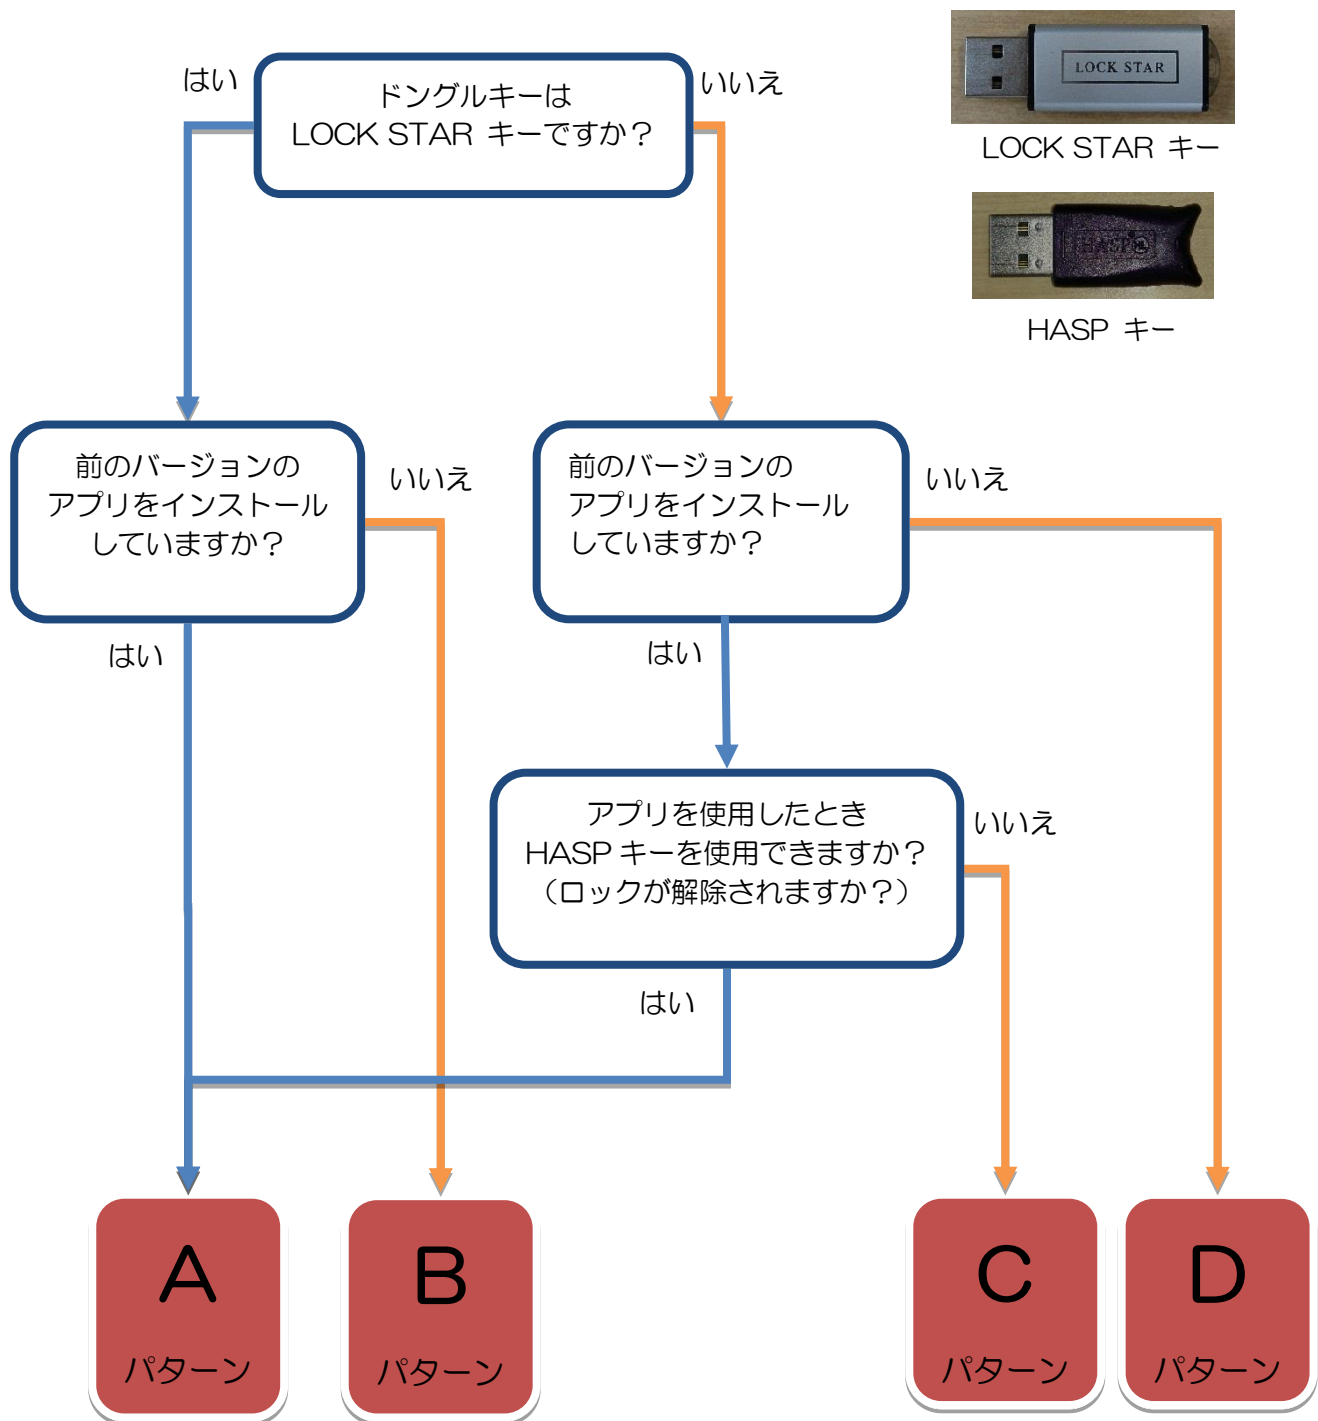 はい
ドングルキーは
LOCK STAR キーですか？
いいえ
LOCK STAR
LOCK STAR キー
HASP
HASP キー
前のバージョンの
アプリをインストール
していますか？
いいえ
はい
前のバージョンの
アプリをインストール
していますか？
いいえ
はい
アプリを使用したとき
HASP キーを使用できますか？
（ロックが解除されますか？）
いいえ
はい
A
パターン
B
パターン
C
パターン
D
パターン